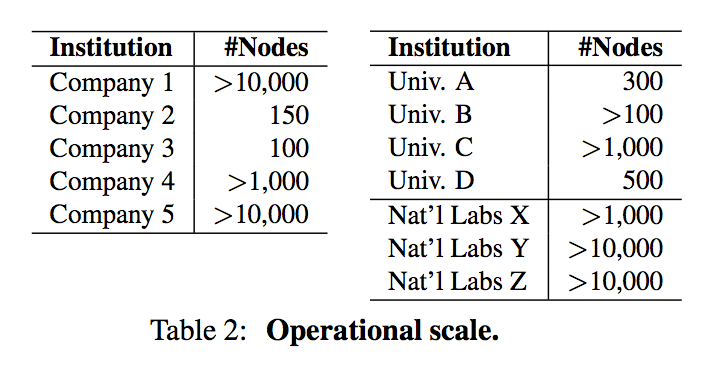 Institution #Nodes
Company 1 >10,000
Company 2 150
Company 3 100
Company 4 >1,000
Company 5 >10,000
Institution #Nodes
Univ. A 300
Univ. B >100
Univ. C >1,000
Univ. D 500
Nat'l Labs X >1,000
Nat'l Labs Y >10,000
Nat'l Labs Z >10,000
Table 2: Operational scale.